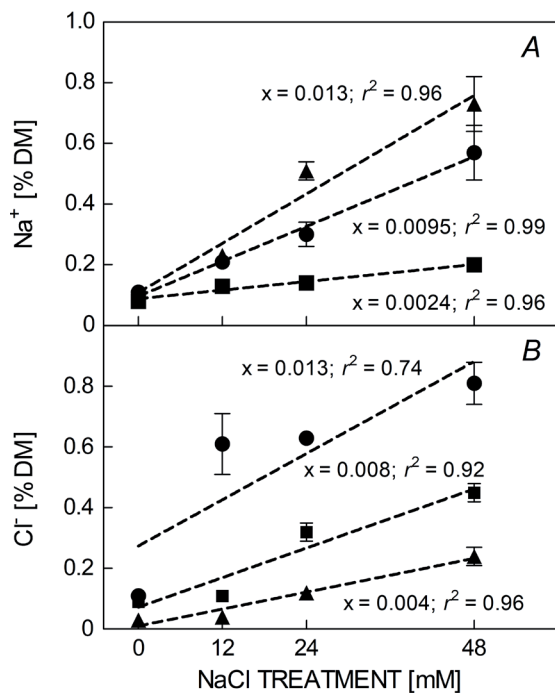 A
1.0
0.8
0.6
0.4
0.2
0
Na⁺ [% DM]
x = 0.013; r² = 0.96
x = 0.0095; r² = 0.99
x = 0.0024; r² = 0.96
B
0.8
0.6
0.4
0.2
0
Cl⁻ [% DM]
x = 0.013; r² = 0.74
x = 0.008; r² = 0.92
x = 0.004; r² = 0.96
0 12 24 48
NaCl TREATMENT [mM]